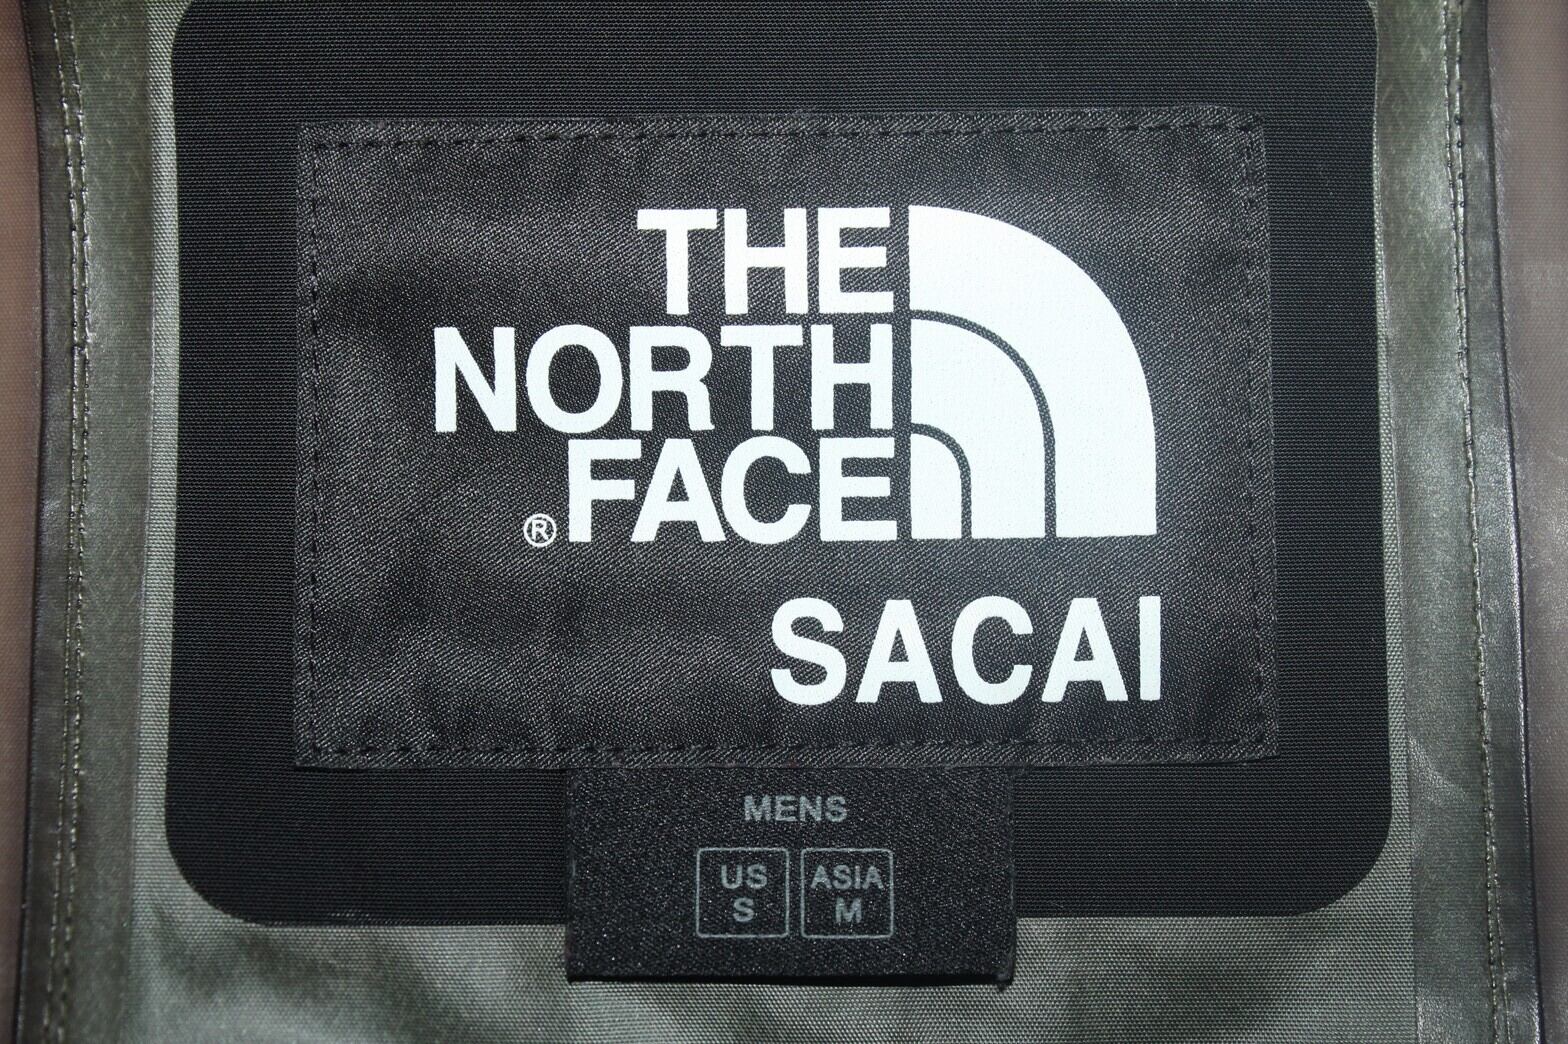 THE
NORTH
®FACE
SACAI
MENS
US ASIA
S M